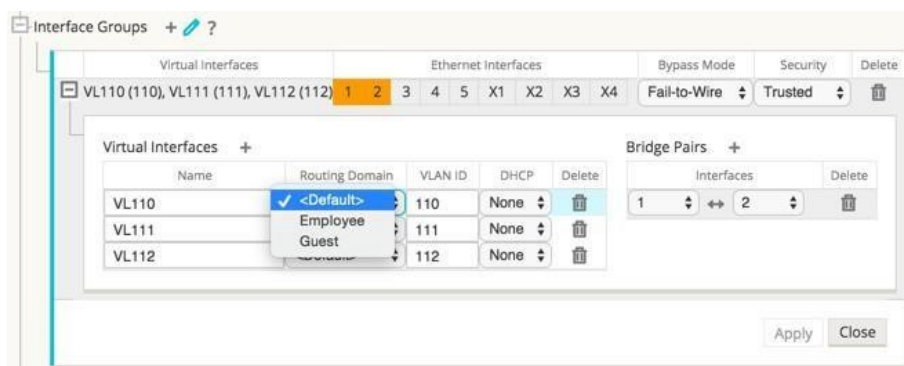 Interface Groups + ?
Virtual Interfaces Ethernet Interfaces Bypass Mode Security Delete
VL110 (110), VL111 (111), VL112 (112) 1 2 3 4 5 X1 X2 X3 X4 Fail-to-Wire Trusted
Virtual Interfaces + Bridge Pairs +
Name Routing Domain VLAN ID DHCP Delete Interfaces Delete
VL110 ✓ <Default> 110 None 1 ↔ 2
Employee
VL111 111 None
Guest
VL112 <Default> 112 None
Apply Close